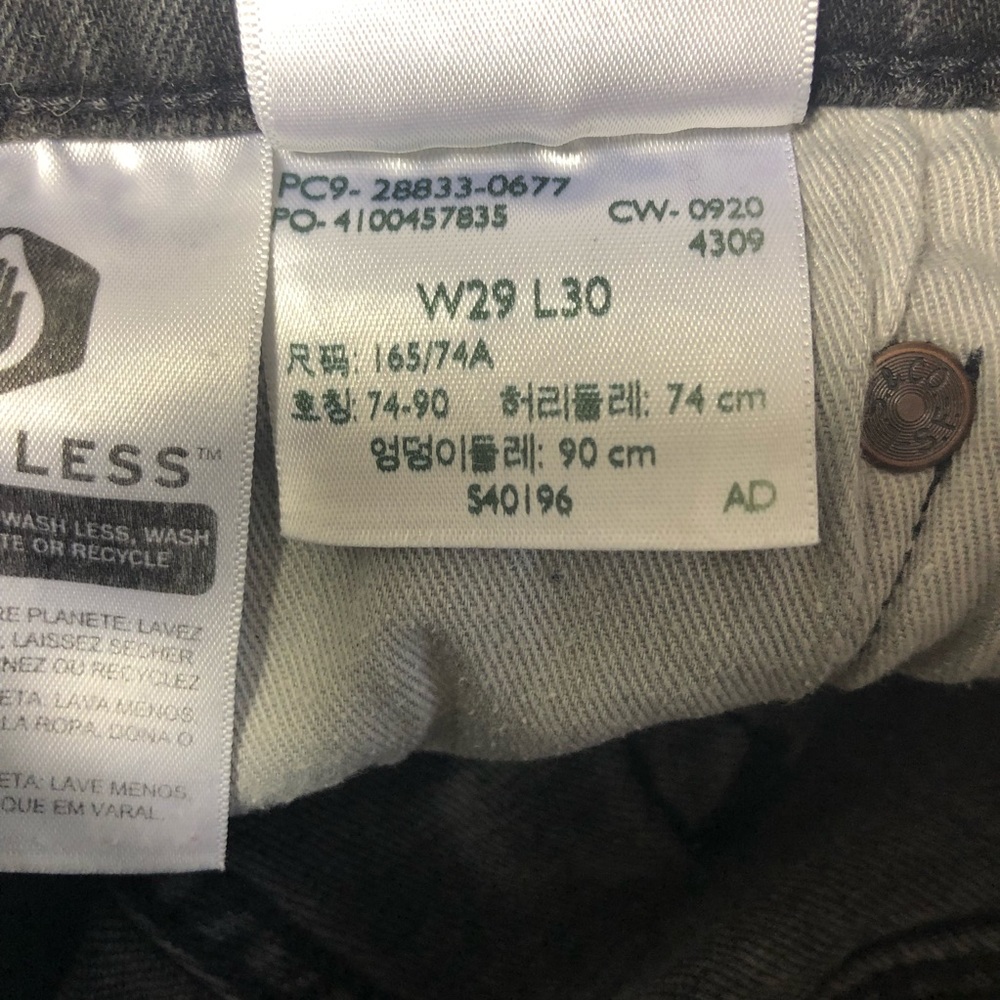 PC9- 28833-0677
PO- 4100457835
CW- 0920
4309
W29 L30
尺码: 165/74A
호칭: 74-90 허리둘레: 74 cm
엉덩이둘레: 90 cm
S40196 AD
LESS™
WASH LESS, WASH
TE OR RECYCLE
RE PLANETE: LAVEZ
, LAISSEZ SECHER
NEZ OU RECYCLEZ
ETA: LAVA MENOS
LA ROPA, DONA O
ETA: LAVE MENOS,
QUE EM VARAL.
& CO